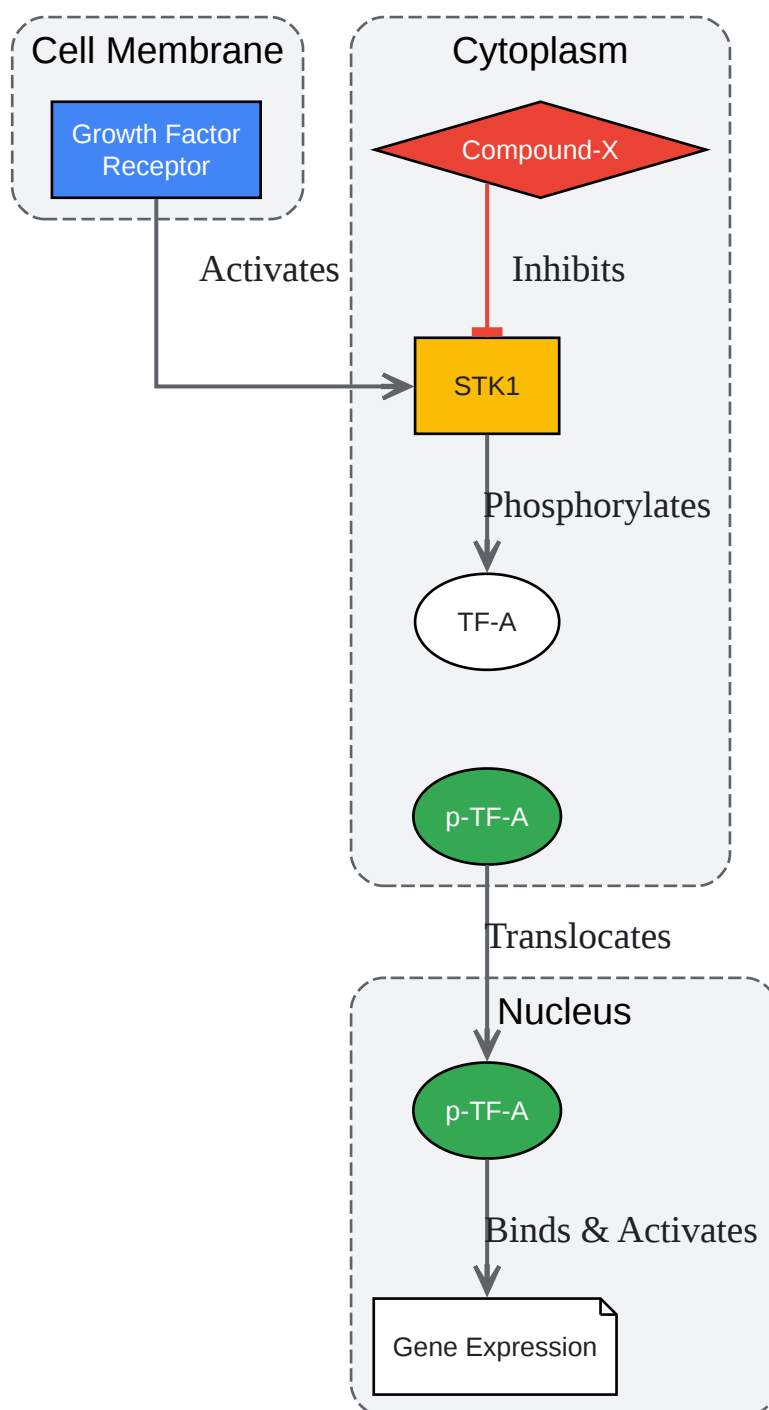 Cell Membrane
Cytoplasm
Growth Factor
Receptor
Compound-X
Activates
Inhibits
STK1
Phosphorylates
TF-A
p-TF-A
Translocates
Nucleus
p-TF-A
Binds & Activates
Gene Expression